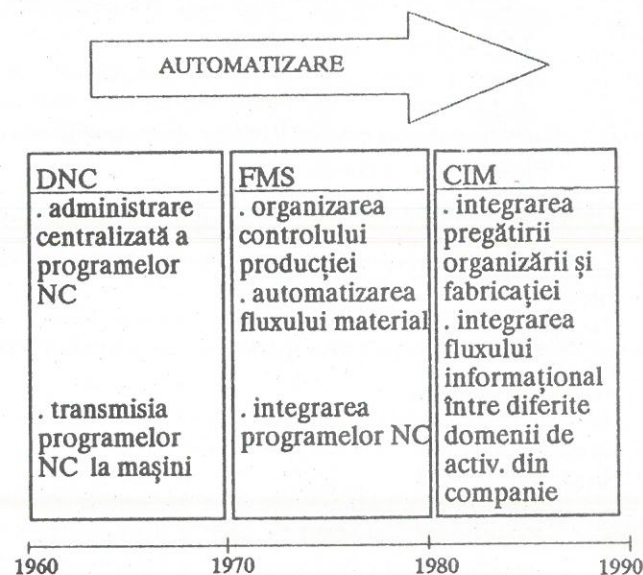 AUTOMATIZARE
DNC
. administrare
centralizată a
programelor
NC
. transmisia
programelor
NC la mașini
FMS
. organizarea
controlului
producției
. automatizarea
fluxului material
. integrarea
programelor NC
CIM
. integrarea
pregătirii
organizării și
fabricației
. integrarea
fluxului
informațional
între diferite
domenii de
activ. din
companie
1960 1970 1980 1990